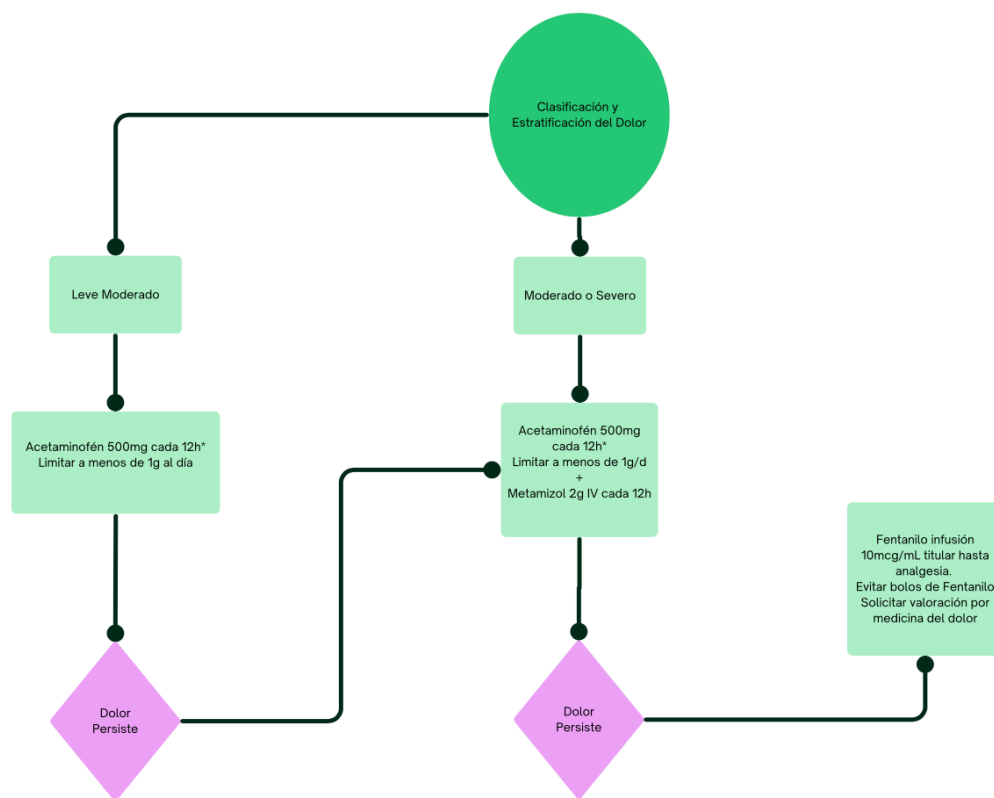 Clasificación y
Estratificación del Dolor
Leve Moderado
Moderado o Severo
Acetaminofén 500mg cada 12h*
Limitar a menos de 1g al día
Acetaminofén 500mg
cada 12h*
Limitar a menos de 1g/d
+
Metamizol 2g IV cada 12h
Fentanilo infusión
10mcg/mL titular hasta
analgesia.
Evitar bolos de Fentanilo
Solicitar valoración por
medicina del dolor
Dolor
Persiste
Dolor
Persiste